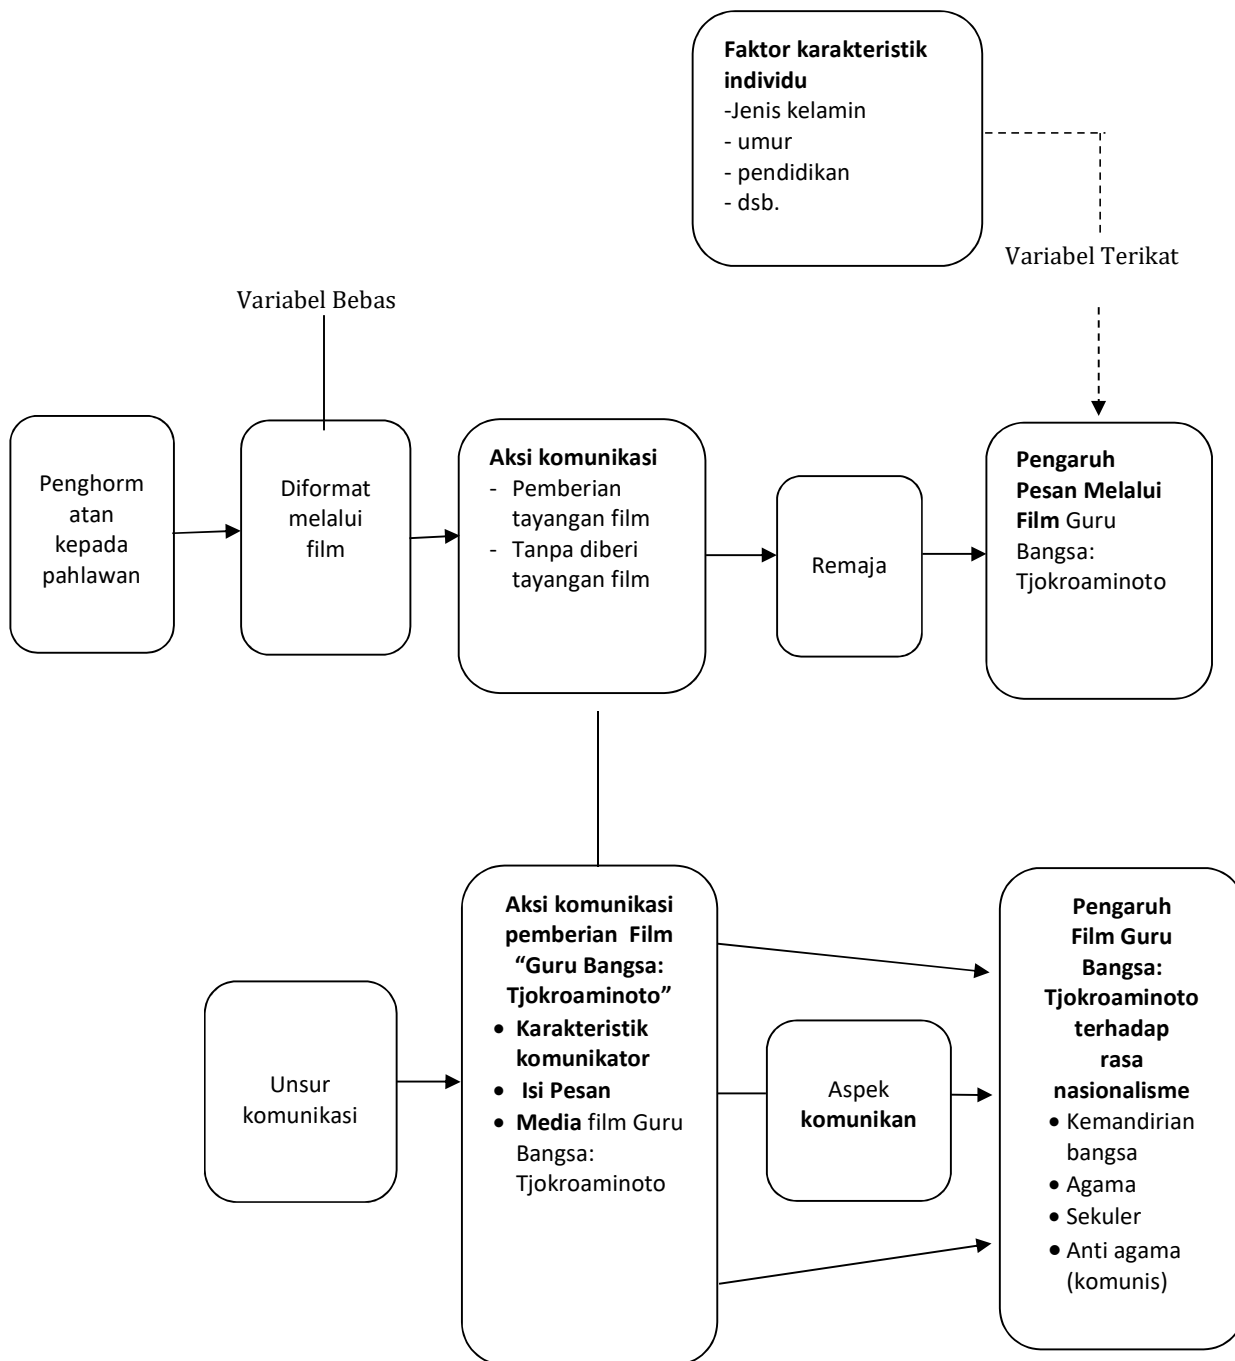 Faktor karakteristik
individu
-Jenis kelamin
- umur
- pendidikan
- dsb.
Variabel Terikat
Variabel Bebas
Penghorm
atan
kepada
pahlawan
Diformat
melalui
film
Aksi komunikasi
- Pemberian
tayangan film
- Tanpa diberi
tayangan film
Remaja
Pengaruh
Pesan Melalui
Film Guru
Bangsa:
Tjokroaminoto
Unsur
komunikasi
Aksi komunikasi
pemberian Film
“Guru Bangsa:
Tjokroaminoto”
• Karakteristik
komunikator
• Isi Pesan
• Media film Guru
Bangsa:
Tjokroaminoto
Aspek
komunikan
Pengaruh
Film Guru
Bangsa:
Tjokroaminoto
terhadap
rasa
nasionalisme
• Kemandirian
bangsa
• Agama
• Sekuler
• Anti agama
(komunis)